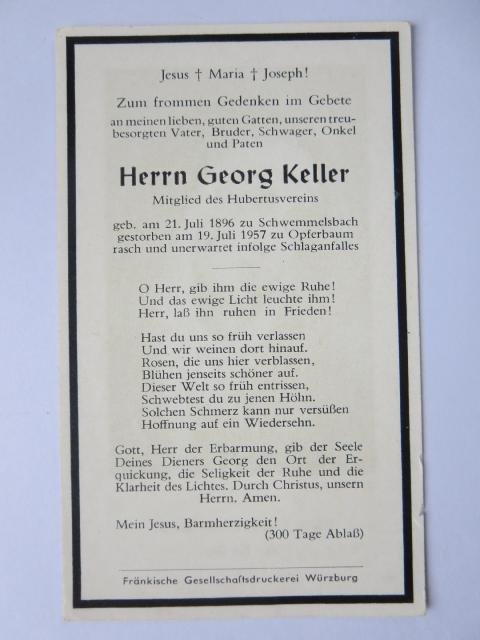 Jesus † Maria † Joseph!
Zum frommen Gedenken im Gebete
an meinen lieben, guten Gatten, unseren treu-
besorgten Vater, Bruder, Schwager, Onkel
und Paten
Herrn Georg Keller
Mitglied des Hubertusvereins
geb. am 21. Juli 1896 zu Schwemmelsbach
gestorben am 19. Juli 1957 zu Opferbaum
rasch und unerwartet infolge Schlaganfalles
O Herr, gib ihm die ewige Ruhe!
Und das ewige Licht leuchte ihm!
Herr, laß ihn ruhen in Frieden!
Hast du uns so früh verlassen
Und wir weinen dort hinauf.
Rosen, die uns hier verblassen,
Blühen jenseits schöner auf.
Dieser Welt so früh entrissen,
Schwebtest du zu jenen Höhn.
Solchen Schmerz kann nur versüßen
Hoffnung auf ein Wiedersehn.
Gott, Herr der Erbarmung, gib der Seele
Deines Dieners Georg den Ort der Er-
quickung, die Seligkeit der Ruhe und die
Klarheit des Lichtes. Durch Christus, unsern
Herrn. Amen.
Mein Jesus, Barmherzigkeit!
(300 Tage Ablaß)
Fränkische Gesellschaftsdruckerei Würzburg